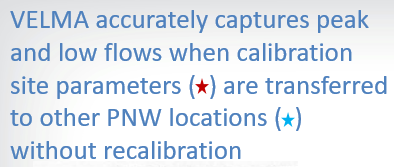 VELMA accurately captures peak
and low flows when calibration
site parameters (★) are transferred
to other PNW locations (★)
without recalibration